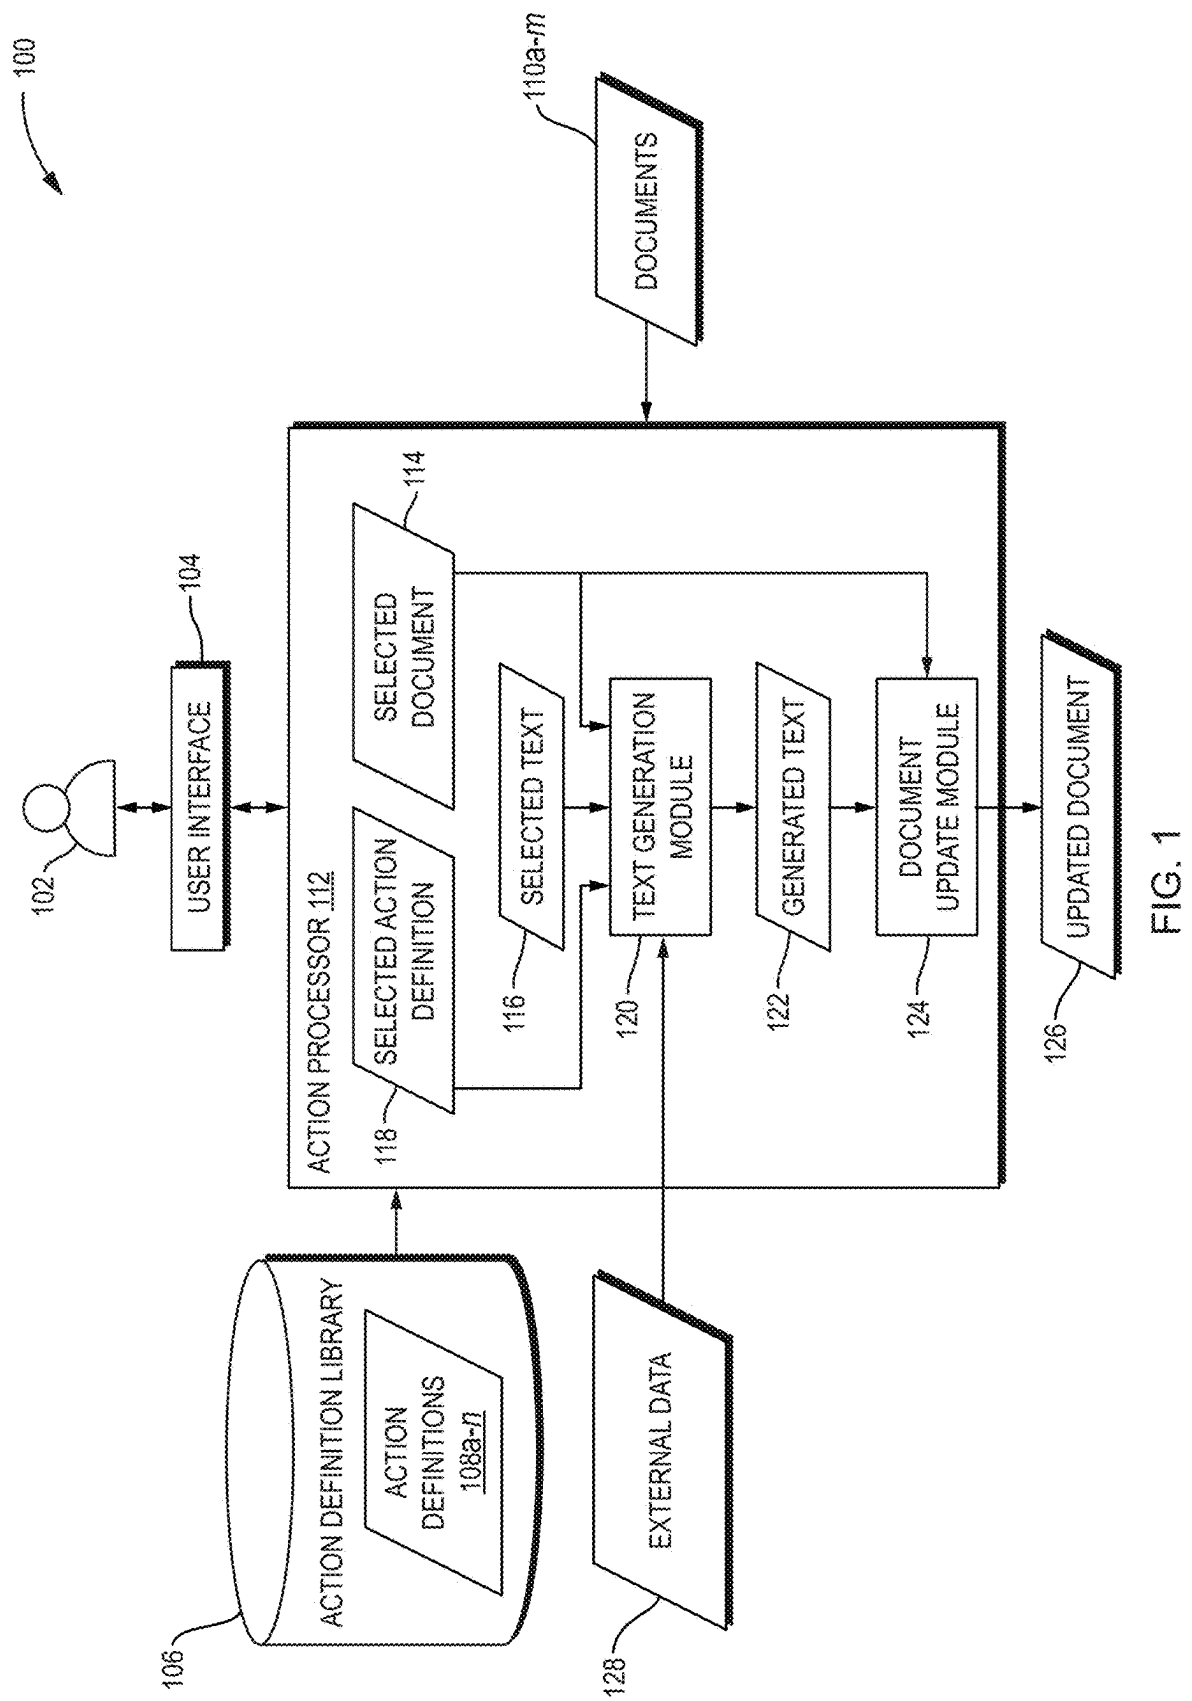 100
102
USER INTERFACE
104
ACTION DEFINITION LIBRARY
ACTION
DEFINITIONS
108a-n
106
ACTION PROCESSOR 112
SELECTED ACTION
DEFINITION
118
SELECTED
DOCUMENT
114
SELECTED TEXT
116
TEXT GENERATION
MODULE
120
GENERATED TEXT
122
DOCUMENT
UPDATE MODULE
124
EXTERNAL DATA
128
DOCUMENTS
110a-m
UPDATED DOCUMENT
126
FIG. 1